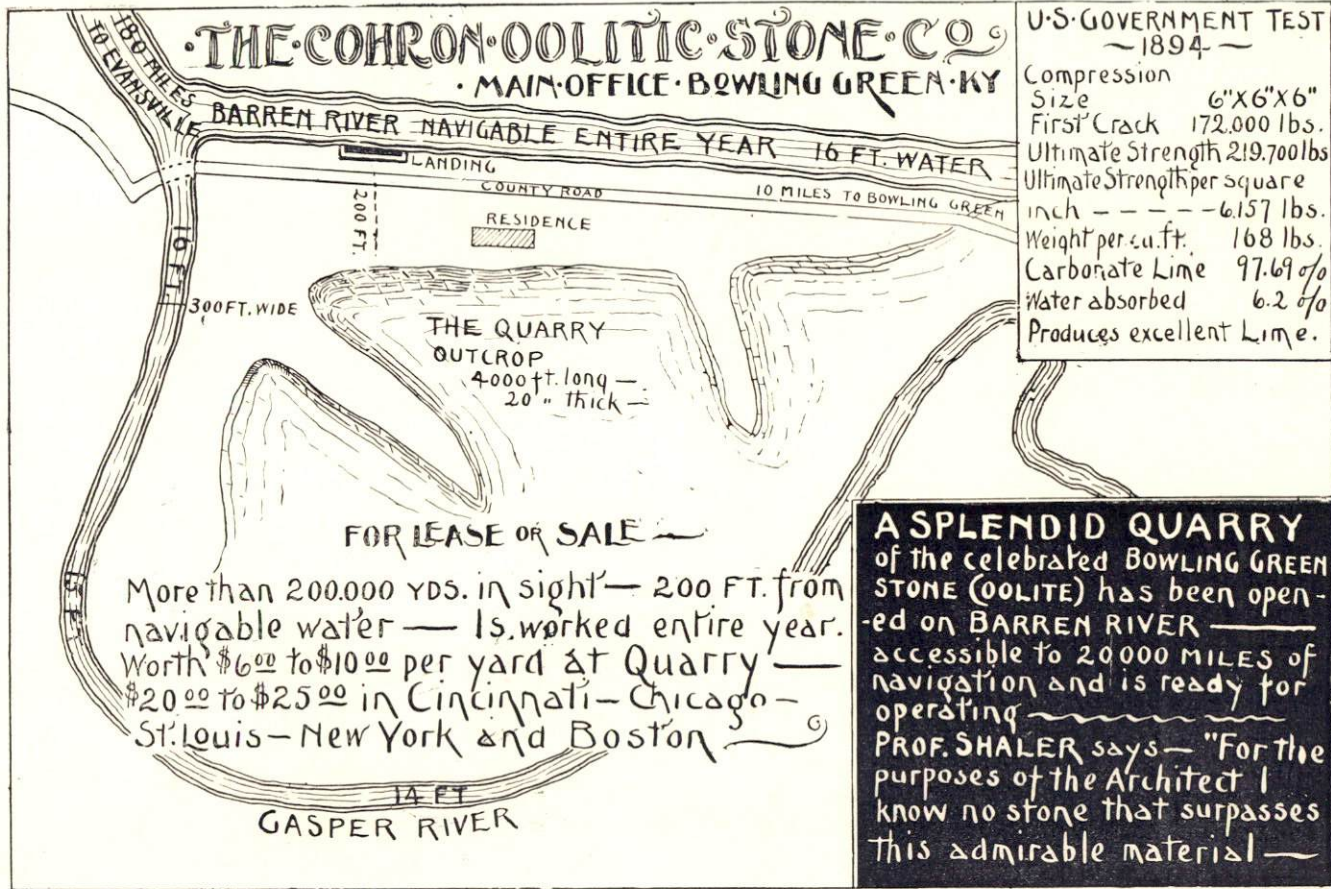 ·THE·COHRON·OOLITIC·STONE·CO
·MAIN·OFFICE·BOWLING GREEN·KY
180 MILES
TO EVANSVILLE
BARREN RIVER NAVIGABLE ENTIRE YEAR 16 FT. WATER
LANDING
COUNTY ROAD
10 MILES TO BOWLING GREEN
200 FT.
RESIDENCE
16 FT.
300 FT. WIDE
THE QUARRY
OUTCROP
4000 ft. long —
20 " thick —
U·S·GOVERNMENT TEST
~1894~
Compression
Size 6"X6"X6"
First Crack 172.000 lbs.
Ultimate Strength 219.700 lbs
Ultimate Strength per square
inch - - - - - 6.157 lbs.
Weight per cu. ft. 168 lbs.
Carbonate Lime 97.69 %
Water absorbed 6.2 %
Produces excellent Lime.
FOR LEASE OR SALE —
More than 200.000 YDS. in sight — 200 FT. from
navigable water — Is worked entire year.
Worth $6 00 to $10 00 per yard at Quarry —
$20 00 to $25 00 in Cincinnati — Chicago —
St. Louis — New York and Boston
15 FT
14 FT
GASPER RIVER
A SPLENDID QUARRY
of the celebrated BOWLING GREEN
STONE (OOLITE) has been open-
-ed on BARREN RIVER —
accessible to 20,000 MILES of
navigation and is ready for
operating ~
PROF. SHALER says — "For the
purposes of the Architect I
know no stone that surpasses
this admirable material —